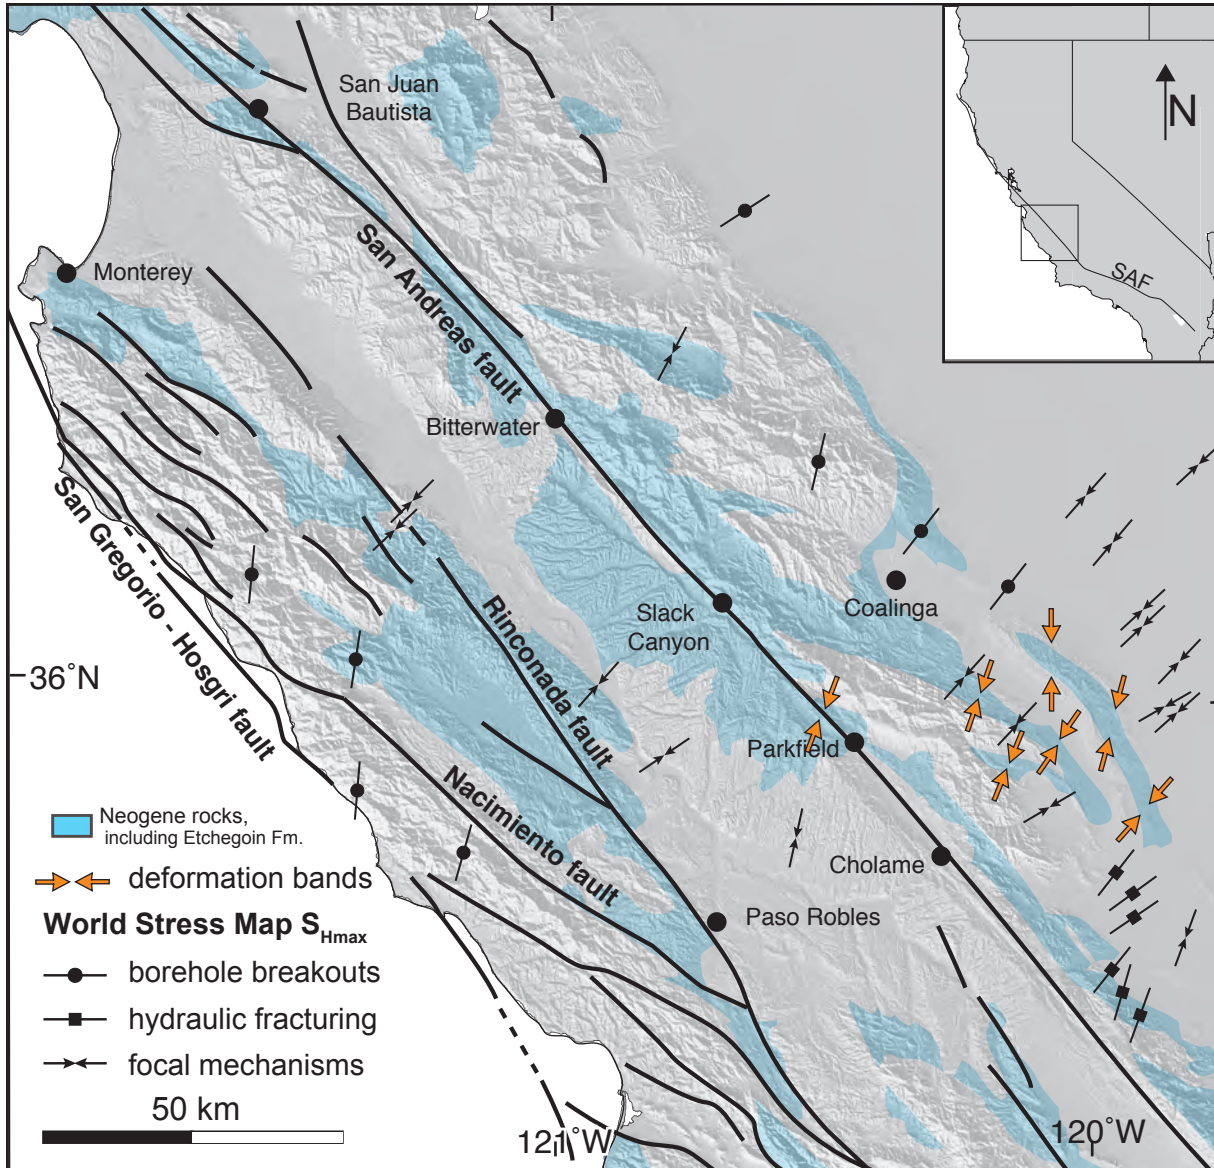 San Juan
Bautista
N
SAF
Monterey
San Andreas fault
Bitterwater
San Gregorio - Hosgri fault
Coalinga
Slack
Canyon
Rinconada fault
36°N
Parkfield
Nacimiento fault
Cholame
Paso Robles
Neogene rocks,
including Etchegoin Fm.
deformation bands
World Stress Map SHmax
borehole breakouts
hydraulic fracturing
focal mechanisms
50 km
121°W
120°W